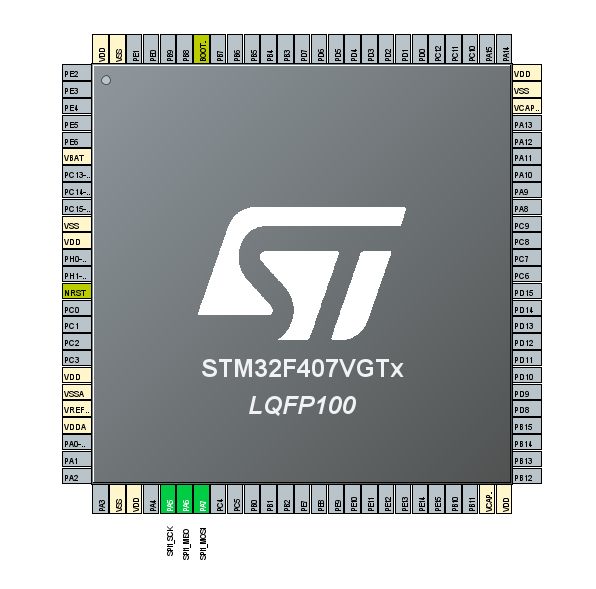 VDD
VSS
PE1
PE0
PB9
PB8
BOOT..
PB7
PB6
PB5
PB4
PB3
PD7
PD6
PD5
PD4
PD3
PD2
PD1
PD0
PC12
PC11
PC10
PA15
PA14
PE2
PE3
PE4
PE5
PE6
VBAT
PC13-..
PC14-..
PC15-..
VSS
VDD
PH0-..
PH1-..
NRST
PC0
PC1
PC2
PC3
VDD
VSSA
VREF..
VDDA
PA0-..
PA1
PA2
VDD
VSS
VCAP..
PA13
PA12
PA11
PA10
PA9
PA8
PC9
PC8
PC7
PC6
PD15
PD14
PD13
PD12
PD11
PD10
PD9
PD8
PB15
PB14
PB13
PB12
ST
STM32F407VGTx
LQFP100
PA3
VSS
VDD
PA4
PA5
PA6
PA7
PC4
PC5
PB0
PB1
PB2
PE7
PE8
PE9
PE10
PE11
PE12
PE13
PE14
PE15
PB10
PB11
VCAP..
VDD
SPI1_SCK
SPI1_MISO
SPI1_MOSI